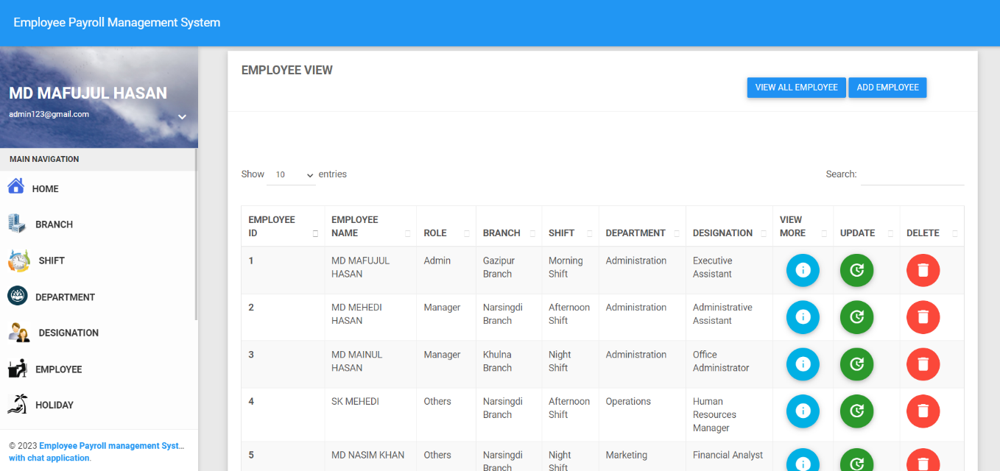 Employee Payroll Management System
MD MAFUJUL HASAN
admin123@gmail.com
MAIN NAVIGATION
HOME
BRANCH
SHIFT
DEPARTMENT
DESIGNATION
EMPLOYEE
HOLIDAY
© 2023 Employee Payroll management Syst...
with chat application.
EMPLOYEE VIEW
VIEW ALL EMPLOYEE ADD EMPLOYEE
Show 10 entries Search:
EMPLOYEE ID EMPLOYEE NAME ROLE BRANCH SHIFT DEPARTMENT DESIGNATION VIEW MORE UPDATE DELETE
1 MD MAFUJUL HASAN Admin Gazipur Branch Morning Shift Administration Executive Assistant
2 MD MEHEDI HASAN Manager Narsingdi Branch Afternoon Shift Administration Administrative Assistant
3 MD MAINUL HASAN Manager Khulna Branch Night Shift Administration Office Administrator
4 SK MEHEDI Others Narsingdi Branch Afternoon Shift Operations Human Resources Manager
5 MD NASIM KHAN Others Narsingdi Branch Night Shift Marketing Financial Analyst